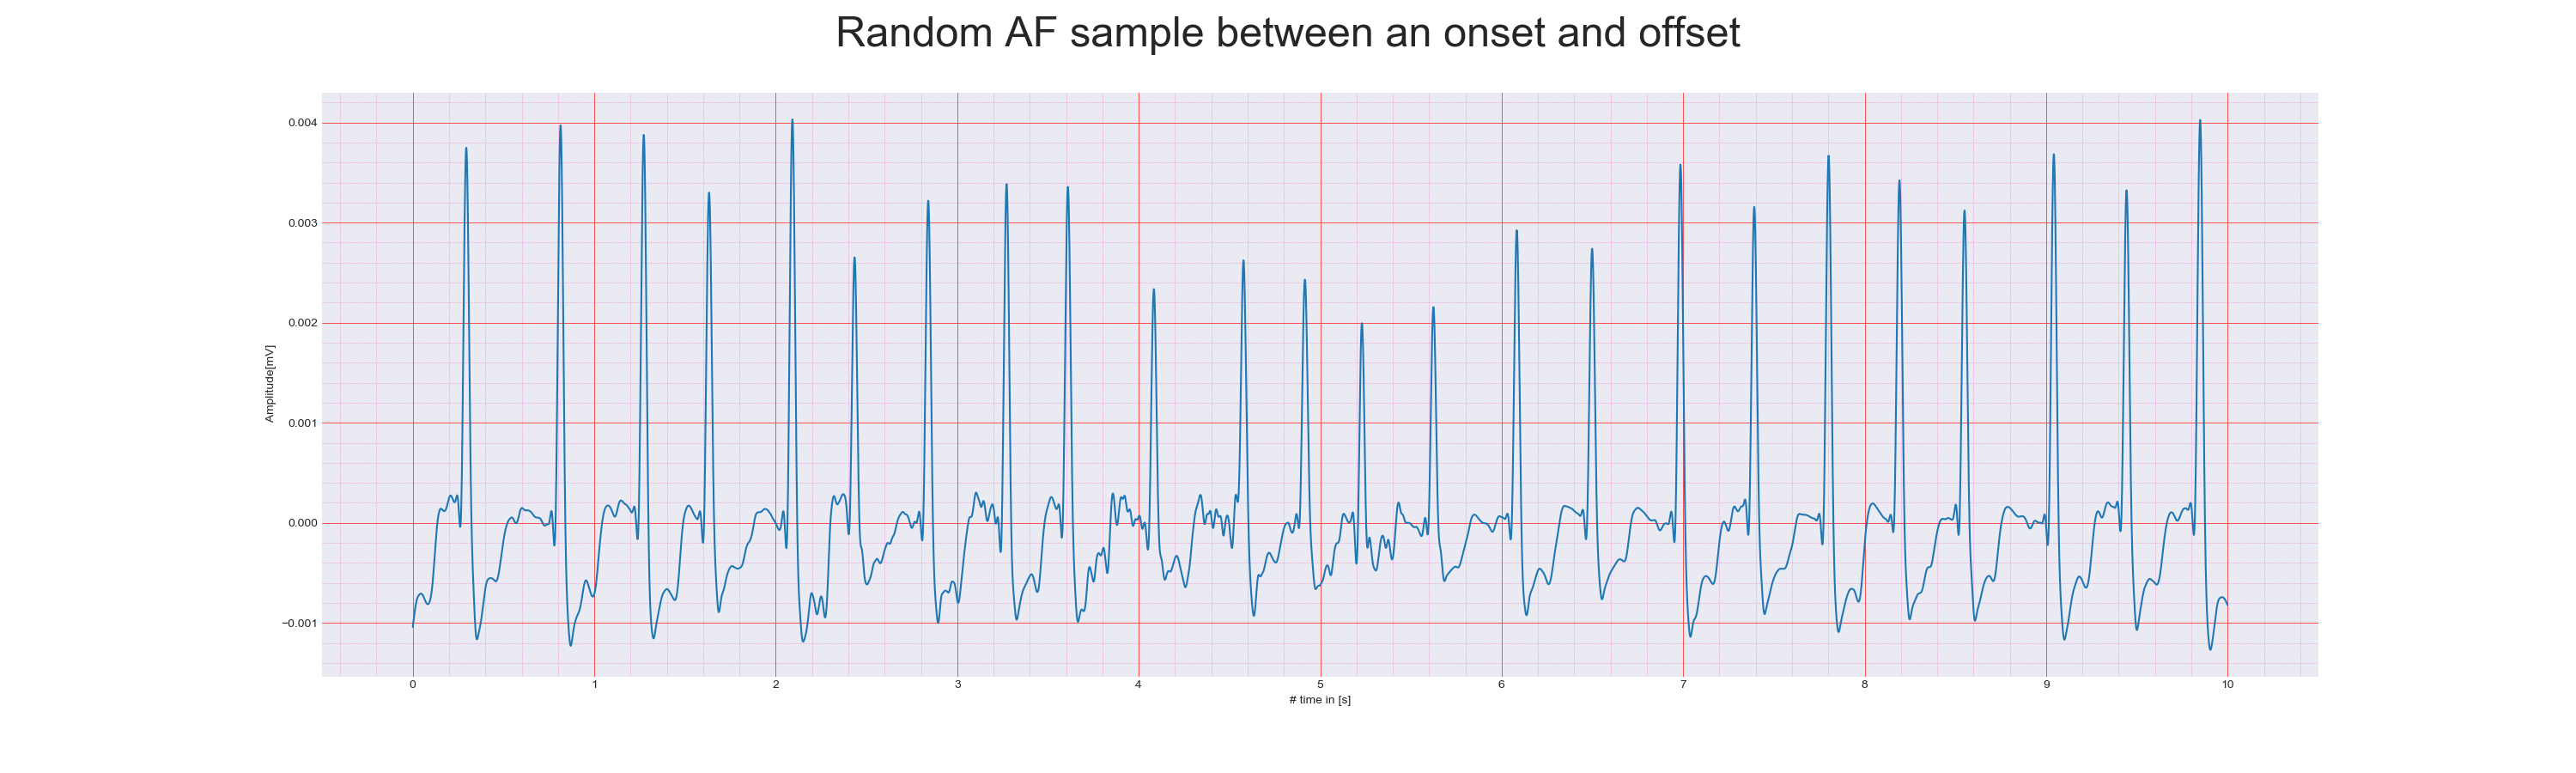 Random AF sample between an onset and offset
0.004
0.003
0.002
0.001
0.000
−0.001
Amplitude[mV]
0 1 2 3 4 5 6 7 8 9 10
# time in [s]